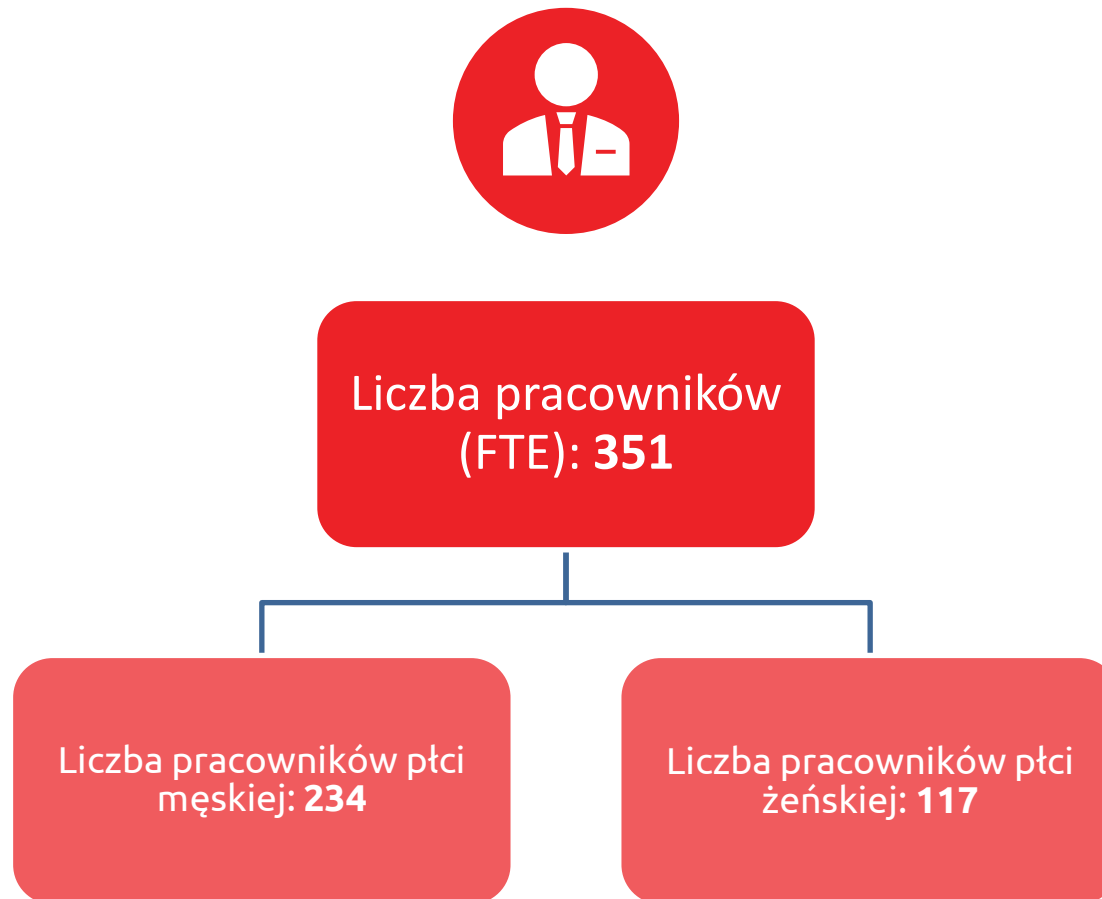 Liczba pracowników
(FTE): 351
Liczba pracowników płci
męskiej: 234
Liczba pracowników płci
żeńskiej: 117